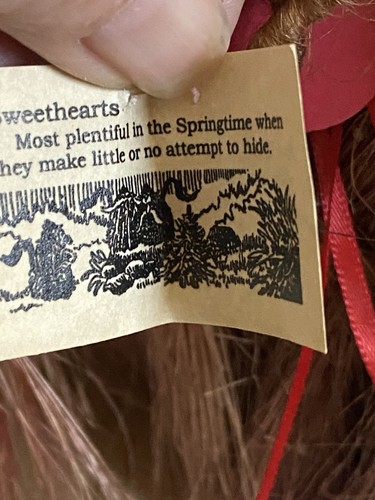 weethearts
Most plentiful in the Springtime when
hey make little or no attempt to hide.